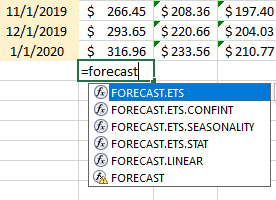 11/1/2019 $ 266.45 $ 208.36 $ 197.40
12/1/2019 $ 293.65 $ 220.66 $ 204.03
1/1/2020 $ 316.96 $ 233.56 $ 210.77
=forecast
FORECAST.ETS
FORECAST.ETS.CONFINT
FORECAST.ETS.SEASONALITY
FORECAST.ETS.STAT
FORECAST.LINEAR
FORECAST